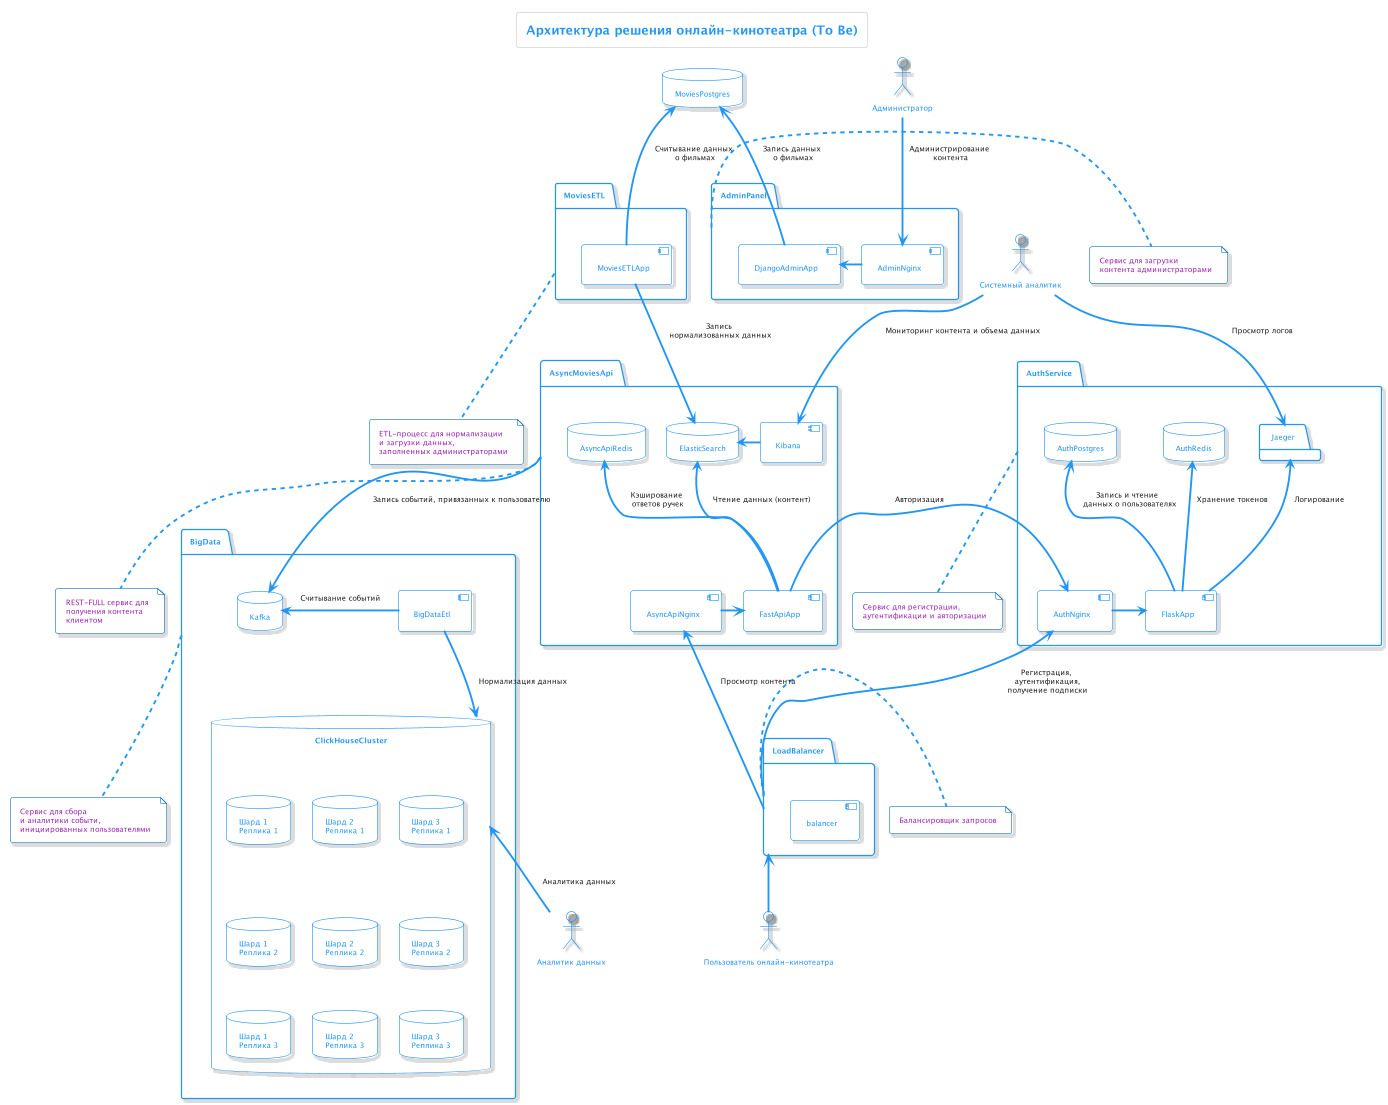 Архитектура решения онлайн-кинотеатра (To Be)
MoviesPostgres
Администратор
Считывание данных
о фильмах
Запись данных
о фильмах
Администрирование
контента
MoviesETL
AdminPanel
MoviesETLApp
DjangoAdminApp
AdminNginx
Сервис для загрузки
контента администраторами
Системный аналитик
Запись
нормализованных данных
Мониторинг контента и объема данных
Просмотр логов
AsyncMoviesApi
AuthService
ETL-процесс для нормализации
и загрузки данных,
заполненных администраторами
AsyncApiRedis
ElasticSearch
Kibana
AuthPostgres
AuthRedis
Jaeger
Запись событий, привязанных к пользователю
Кэширование
ответов ручек
Чтение данных (контент)
Авторизация
Запись и чтение
данных о пользователях
Хранение токенов
Логирование
BigData
REST-FULL сервис для
получения контента
клиентом
Kafka
Считывание событий
BigDataEtl
AsyncApiNginx
FastApiApp
Сервис для регистрации,
аутентификации и авторизации
AuthNginx
FlaskApp
Нормализация данных
Просмотр контента
Регистрация,
аутентификация,
получение подписки
ClickHouseCluster
LoadBalancer
Сервис для сбора
и аналитики событи,
инициированных пользователями
Шард 1
Реплика 1
Шард 2
Реплика 1
Шард 3
Реплика 1
balancer
Балансировщик запросов
Аналитика данных
Шард 1
Реплика 2
Шард 2
Реплика 2
Шард 3
Реплика 2
Аналитик данных
Пользователь онлайн-кинотеатра
Шард 1
Реплика 3
Шард 2
Реплика 3
Шард 3
Реплика 3